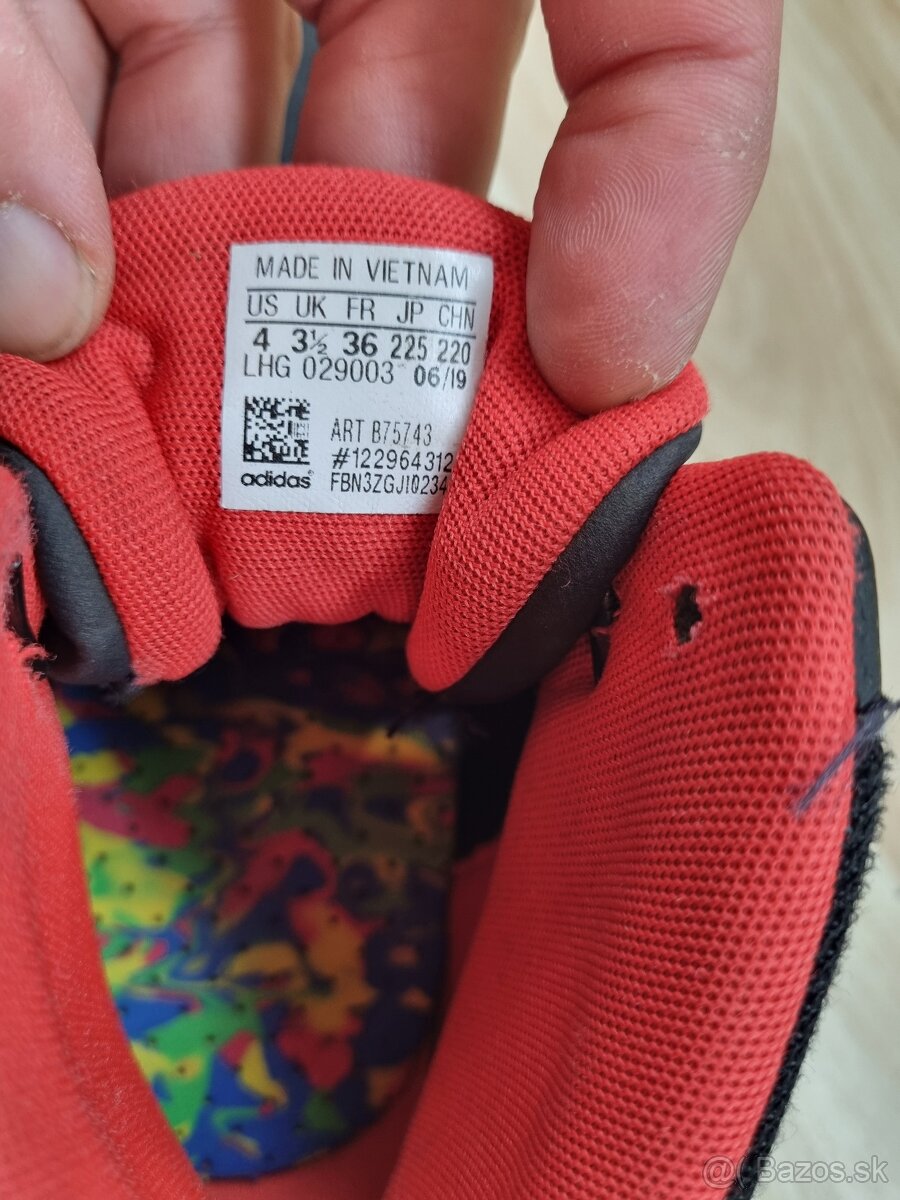 MADE IN VIETNAM
US UK FR JP CHN
4 3½ 36 225 220
LHG 029003 06/19
ART B75743
#122964312
adidas FBN3ZGJI0234
@ Bazos.sk